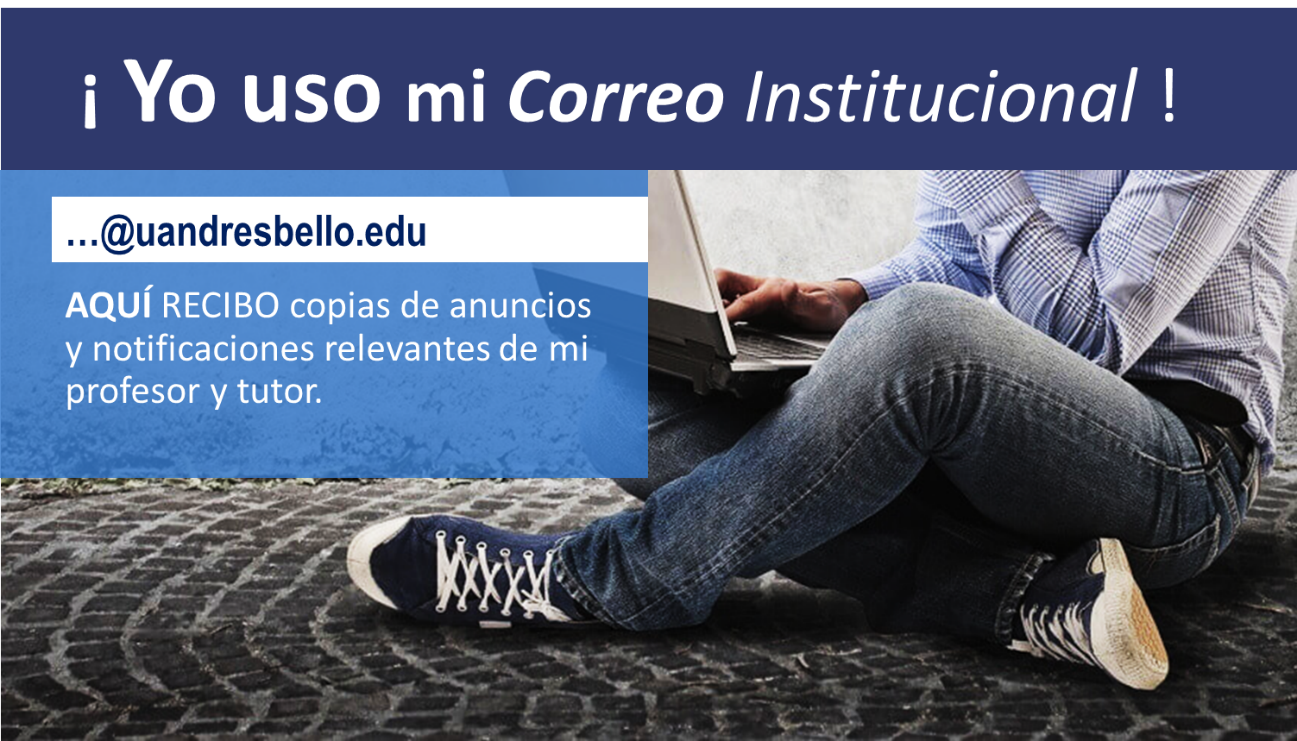 ¡ Yo uso mi Correo Institucional !
...@uandresbello.edu
AQUÍ RECIBO copias de anuncios
y notificaciones relevantes de mi
profesor y tutor.